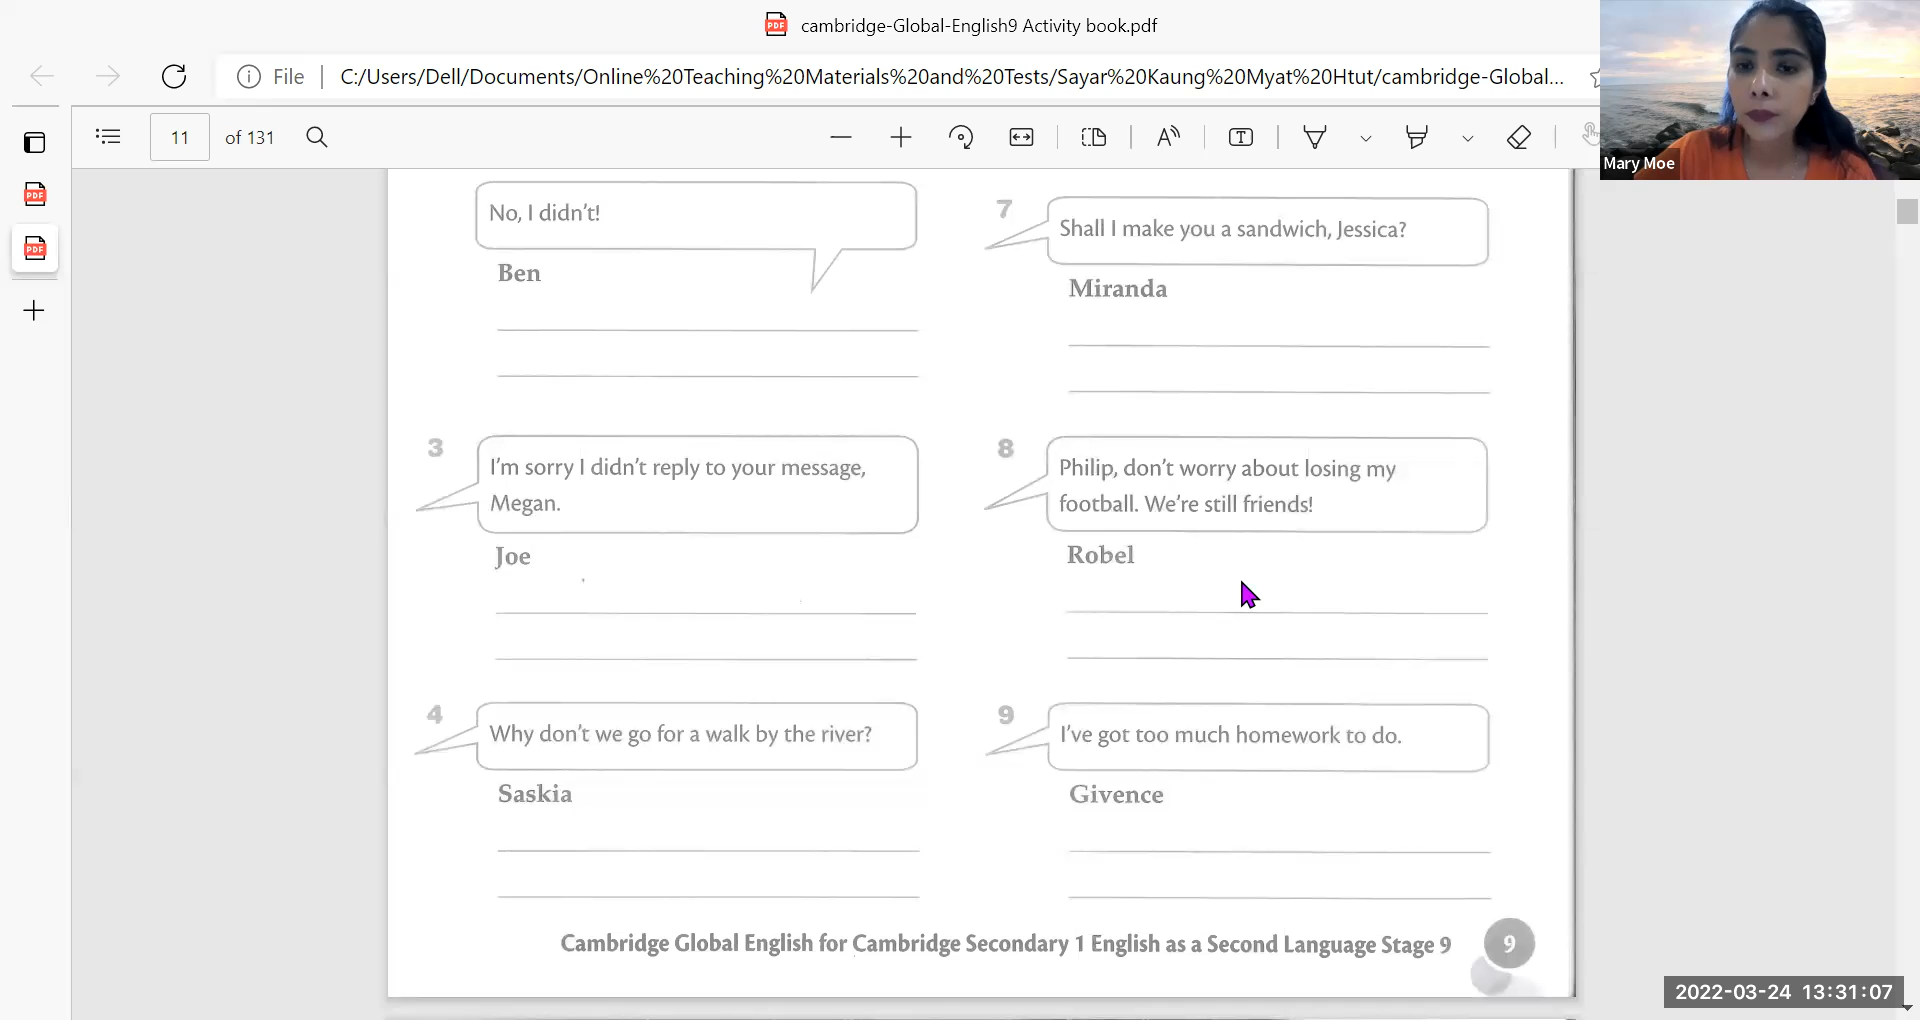 cambridge-Global-English9 Activity book.pdf
File
C:/Users/Dell/Documents/Online%20Teaching%20Materials%20and%20Tests/Sayar%20Kaung%20Myat%20Htut/cambridge-Global...
11 of 131
Mary Moe
No, I didn't!
Ben
3
I'm sorry I didn't reply to your message,
Megan.
Joe
4
Why don't we go for a walk by the river?
Saskia
7
Shall I make you a sandwich, Jessica?
Miranda
8
Philip, don't worry about losing my
football. We're still friends!
Robel
9
I've got too much homework to do.
Givence
Cambridge Global English for Cambridge Secondary 1 English as a Second Language Stage 9
9
2022-03-24 13:31:07